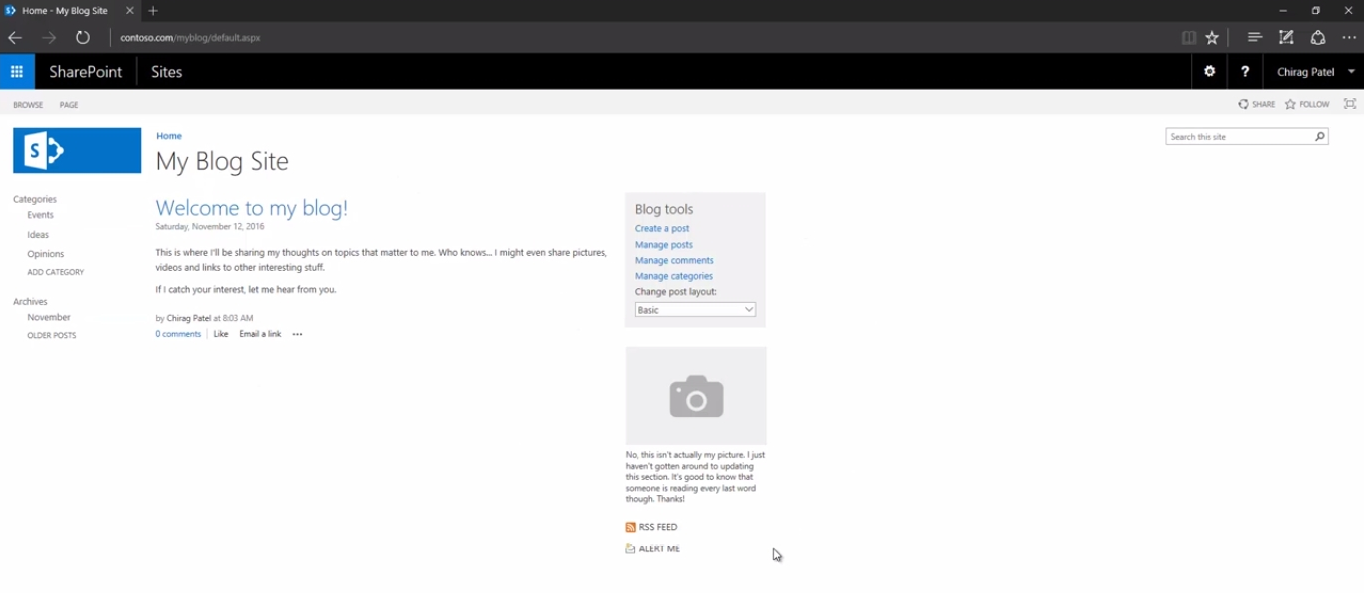 Home - My Blog Site
contoso.com/myblog/default.aspx
SharePoint
Sites
?
Chirag Patel
BROWSE
PAGE
SHARE
FOLLOW
S
Home
My Blog Site
Search this site
Categories
Events
Ideas
Opinions
ADD CATEGORY
Archives
November
OLDER POSTS
Welcome to my blog!
Saturday, November 12, 2016
This is where I'll be sharing my thoughts on topics that matter to me. Who knows... I might even share pictures,
videos and links to other interesting stuff.
If I catch your interest, let me hear from you.
by Chirag Patel at 8:03 AM
0 comments
Like
Email a link
Blog tools
Create a post
Manage posts
Manage comments
Manage categories
Change post layout:
Basic
No, this isn't actually my picture. I just
haven't gotten around to updating
this section. It's good to know that
someone is reading every last word
though. Thanks!
RSS FEED
ALERT ME